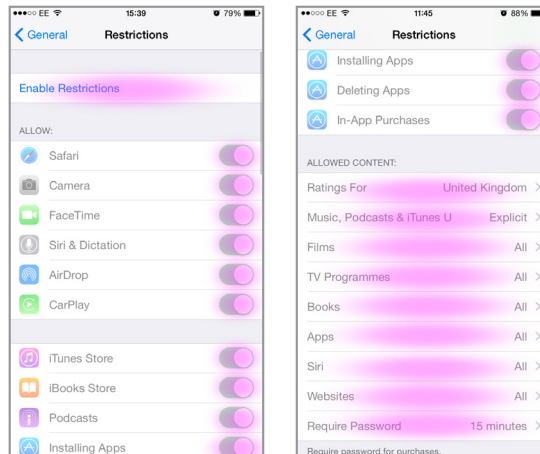 EE 15:39 79%
General Restrictions
Enable Restrictions
ALLOW:
Safari
Camera
FaceTime
Siri & Dictation
AirDrop
CarPlay
iTunes Store
iBooks Store
Podcasts
Installing Apps
EE 11:45 88%
General Restrictions
Installing Apps
Deleting Apps
In-App Purchases
ALLOWED CONTENT:
Ratings For United Kingdom
Music, Podcasts & iTunes U Explicit
Films All
TV Programmes All
Books All
Apps All
Siri All
Websites All
Require Password 15 minutes
Require password for purchases.